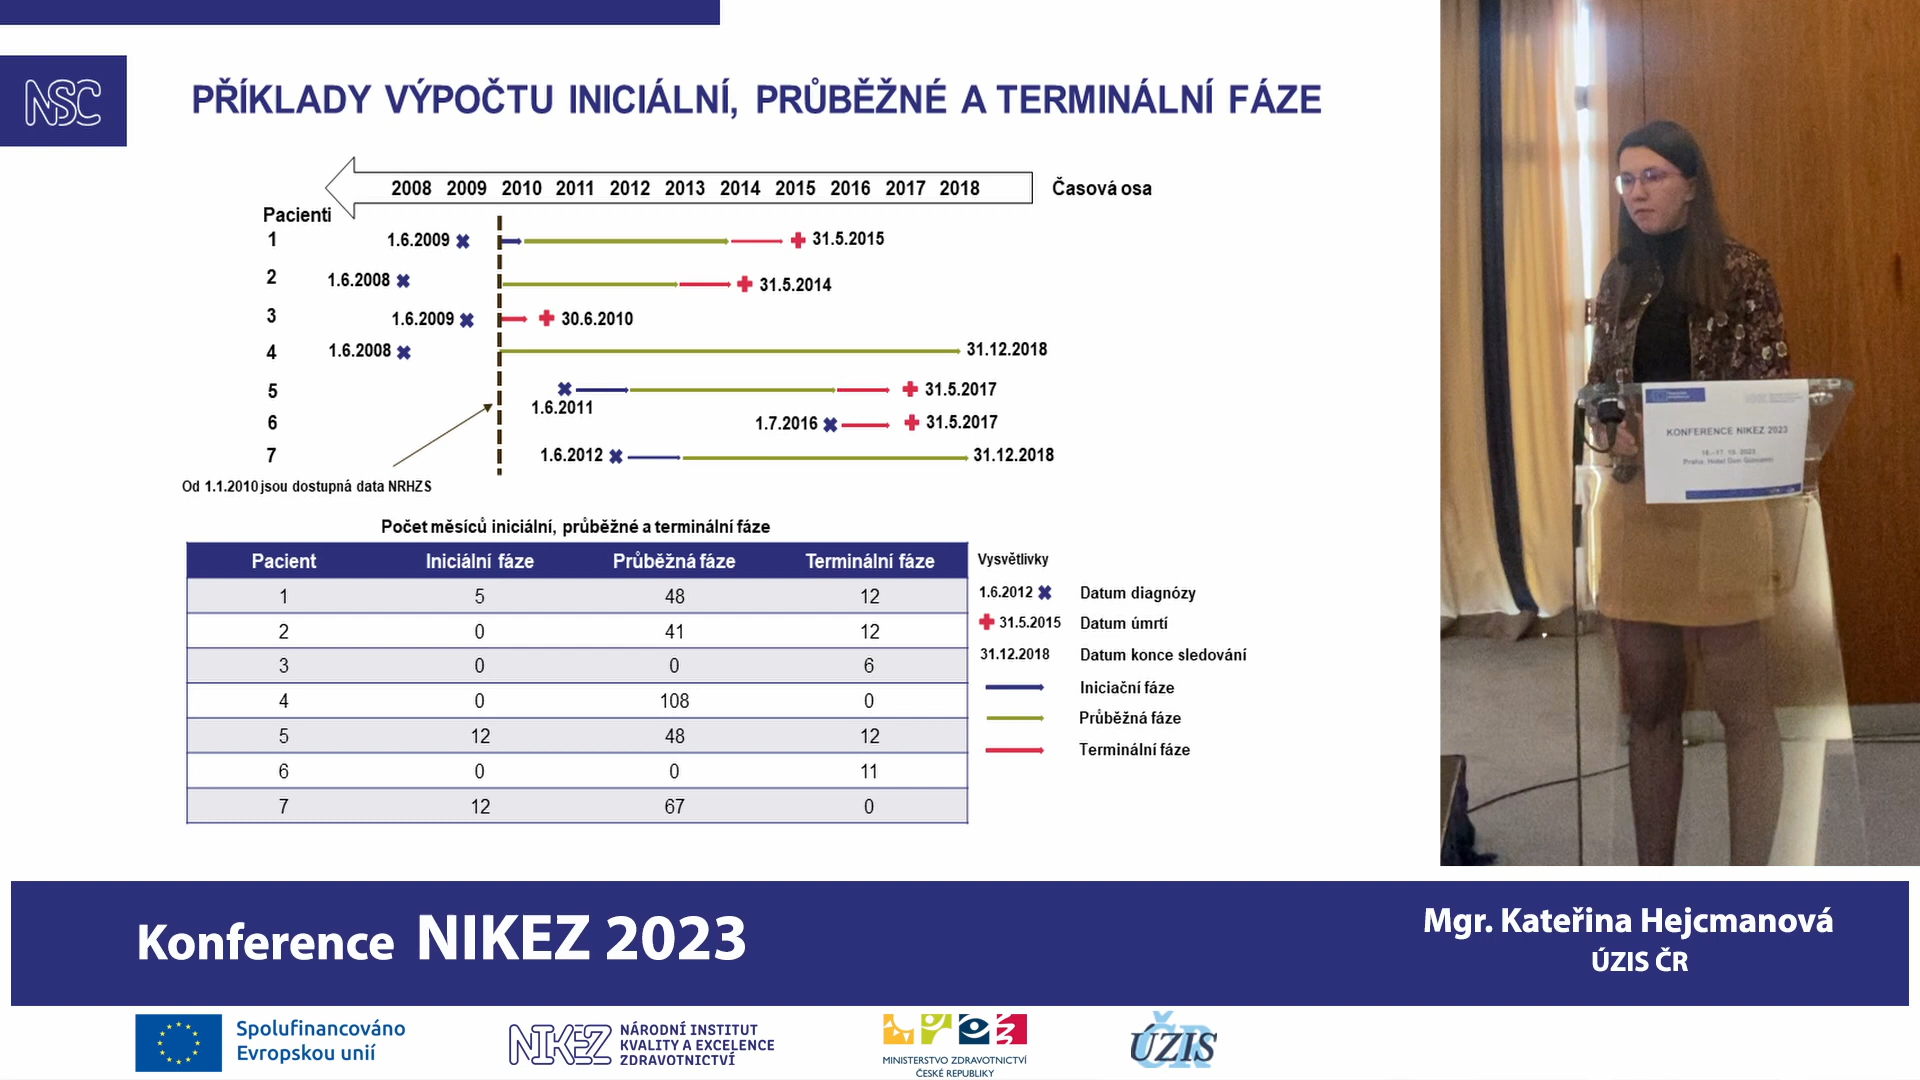 NSC
PŘÍKLADY VÝPOČTU INICIÁLNÍ, PRŮBĚŽNÉ A TERMINÁLNÍ FÁZE
2008 2009 2010 2011 2012 2013 2014 2015 2016 2017 2018 Časová osa
Pacienti
1 1.6.2009 31.5.2015
2 1.6.2008 31.5.2014
3 1.6.2009 30.6.2010
4 1.6.2008 31.12.2018
5 1.6.2011 31.5.2017
6 1.7.2016 31.5.2017
7 1.6.2012 31.12.2018
Od 1.1.2010 jsou dostupná data NRHZS
Počet měsíců iniciální, průběžné a terminální fáze
Pacient Iniciální fáze Průběžná fáze Terminální fáze
1 5 48 12
2 0 41 12
3 0 0 6
4 0 108 0
5 12 48 12
6 0 0 11
7 12 67 0
Vysvětlivky
1.6.2012 Datum diagnózy
31.5.2015 Datum úmrtí
31.12.2018 Datum konce sledování
Iniciační fáze
Průběžná fáze
Terminální fáze
KONFERENCE NIKEZ 2023
Konference NIKEZ 2023
Mgr. Kateřina Hejcmanová
ÚZIS ČR
Spolufinancováno
Evropskou unií
NIKEZ
NÁRODNÍ INSTITUT
KVALITY A EXCELENCE
ZDRAVOTNICTVÍ
MINISTERSTVO ZDRAVOTNICTVÍ
ČESKÉ REPUBLIKY
ÚZIS ČR